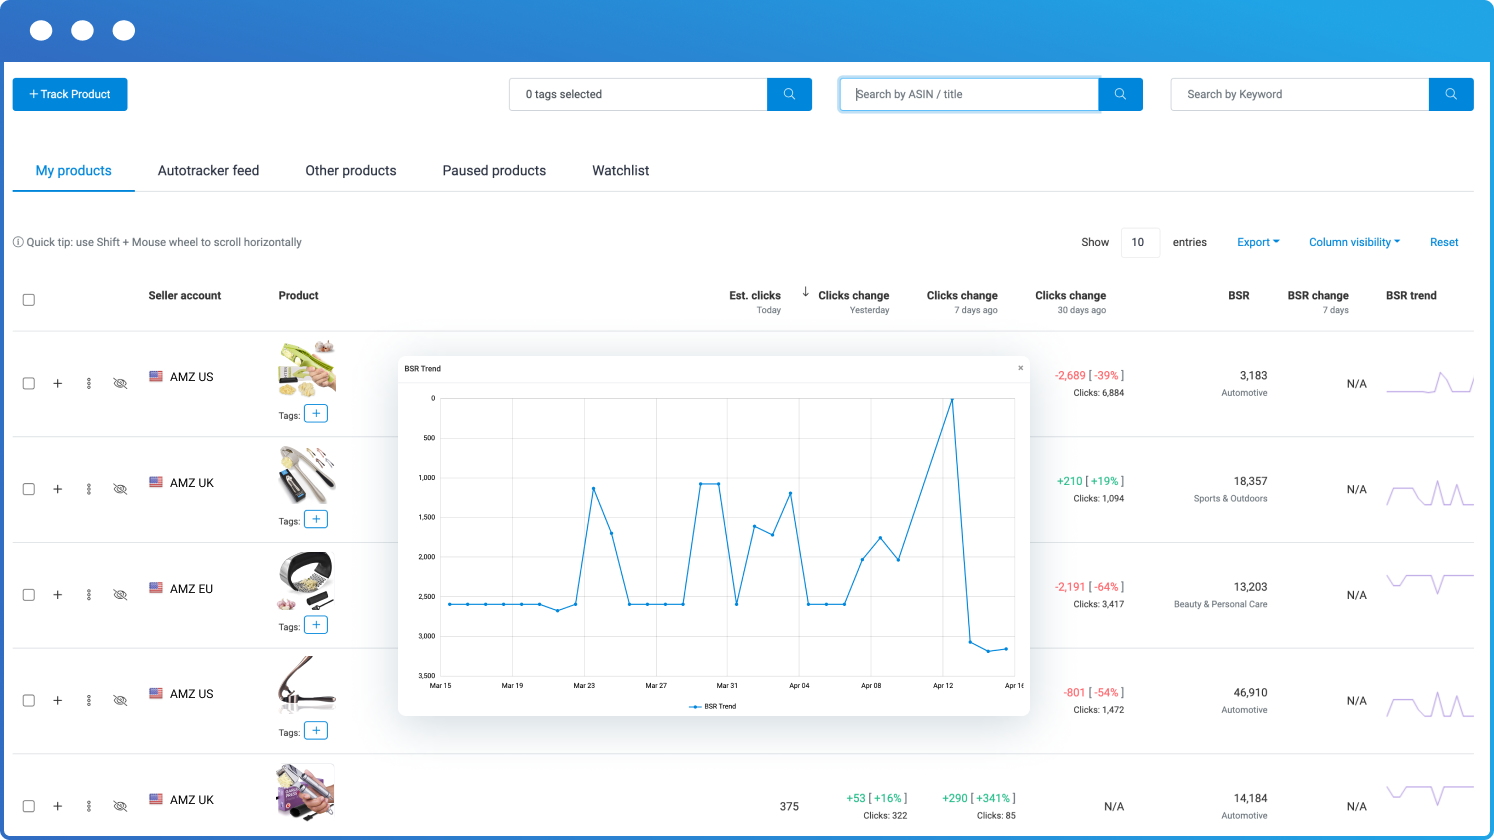 + Track Product
0 tags selected
Search by ASIN / title
Search by Keyword
My products
Autotracker feed
Other products
Paused products
Watchlist
Quick tip: use Shift + Mouse wheel to scroll horizontally
Show 10 entries
Export
Column visibility
Reset
Seller account
Product
Est. clicks
Today
Clicks change
Yesterday
Clicks change
7 days ago
Clicks change
30 days ago
BSR
BSR change
7 days
BSR trend
AMZ US
Tags: +
-2,689 [ -39% ]
Clicks: 6,884
3,183
Automotive
N/A
AMZ UK
Tags: +
+210 [ +19% ]
Clicks: 1,094
18,357
Sports & Outdoors
N/A
AMZ EU
Tags: +
-2,191 [ -64% ]
Clicks: 3,417
13,203
Beauty & Personal Care
N/A
AMZ US
Tags: +
-801 [ -54% ]
Clicks: 1,472
46,910
Automotive
N/A
AMZ UK
375
+53 [ +16% ]
Clicks: 322
+290 [ +341% ]
Clicks: 85
N/A
14,184
Automotive
N/A
BSR Trend
×
0
500
1,000
1,500
2,000
2,500
3,000
3,500
Mar 15
Mar 19
Mar 23
Mar 27
Mar 31
Apr 04
Apr 08
Apr 12
Apr 16
BSR Trend